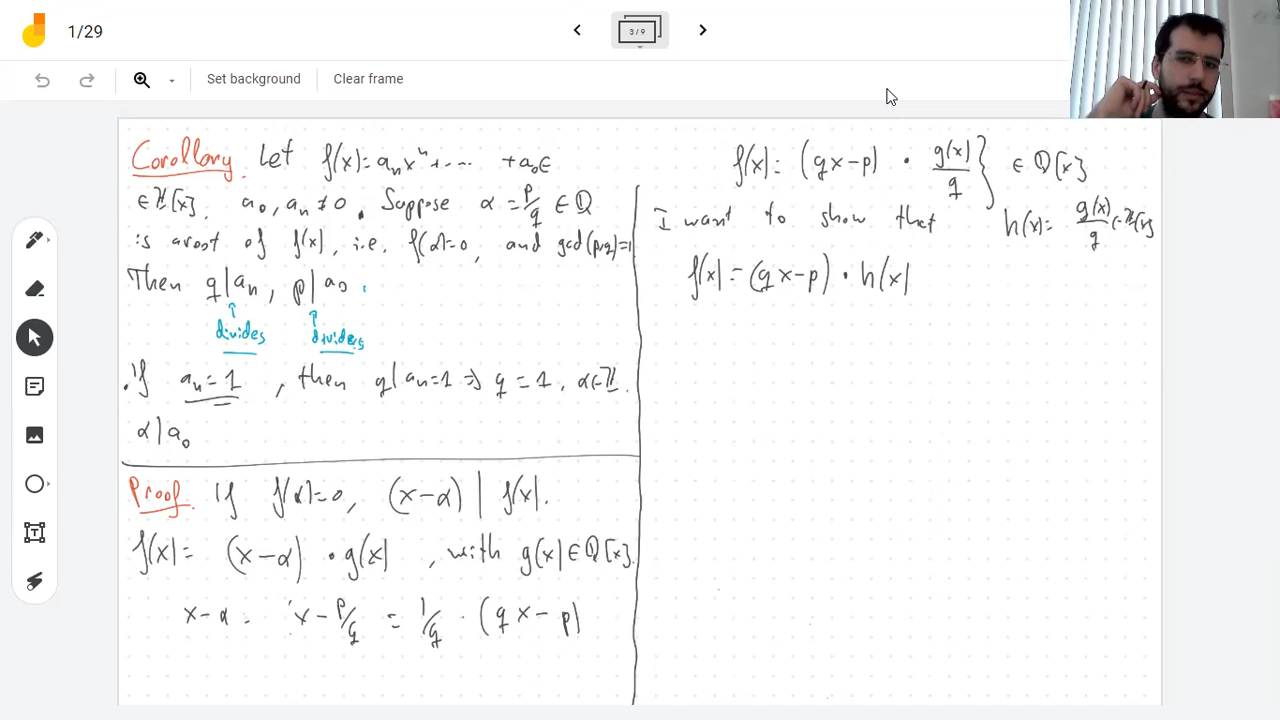 1/29
3 / 9
Set background
Clear frame
Corollary. Let f(x)=aₙxⁿ+⋯ +a₀∈
∈ℤ[x]. a₀, aₙ≠0. Suppose α=p/q ∈ℚ
is a root of f(x), i.e. f(α)=0, and gcd(p,q)=1
Then q|aₙ, p|a₀.
divides divides
. If aₙ=1, then q|aₙ=1 ⇒ q=1, α∈ℤ.
α|a₀
Proof. If f(α)=0, (x-α) | f(x).
f(x)= (x-α)·g(x), with g(x)∈ℚ[x].
x-α = x-p/q = 1/q · (qx-p)
f(x)= (qx-p) · g(x)/q } ∈ ℚ[x]
I want to show that h(x)= g(x)/q ∈ℤ[x]
f(x)=(qx-p)·h(x)